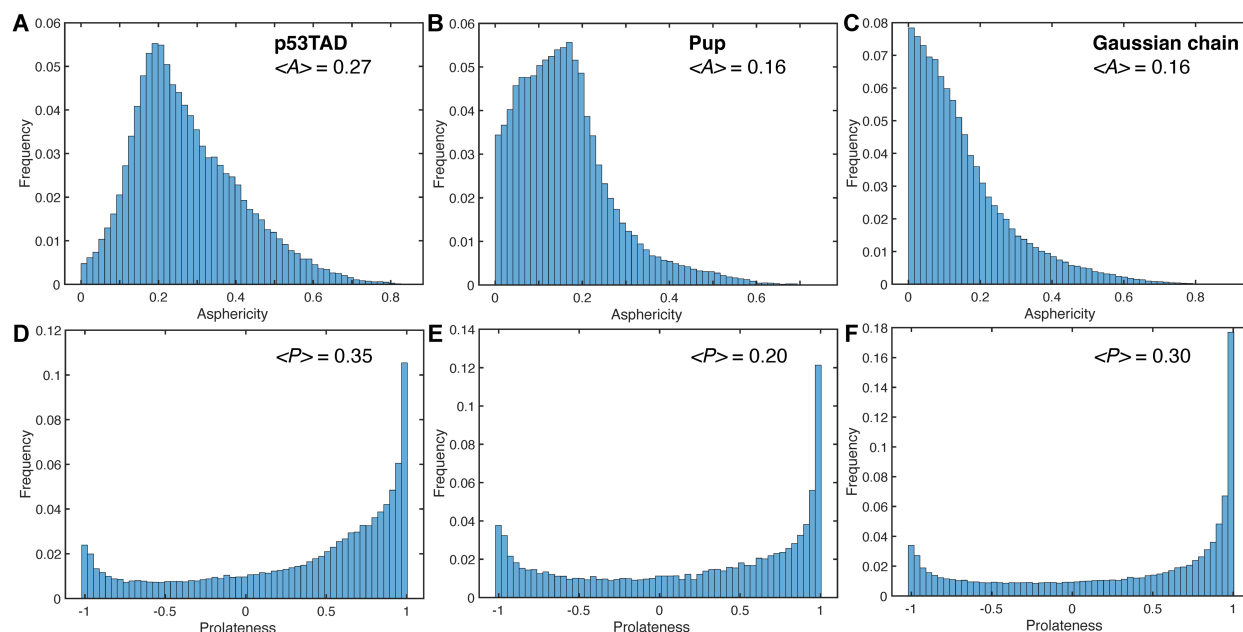 A
p53TAD
<A> = 0.27
0.06
0.05
0.04
0.03
0.02
0.01
0
Frequency
0
0.2
0.4
0.6
0.8
Asphericity
B
Pup
<A> = 0.16
0.06
0.05
0.04
0.03
0.02
0.01
0
Frequency
0
0.2
0.4
0.6
Asphericity
C
Gaussian chain
<A> = 0.16
0.08
0.07
0.06
0.05
0.04
0.03
0.02
0.01
0
Frequency
0
0.2
0.4
0.6
0.8
Asphericity
D
<P> = 0.35
0.12
0.1
0.08
0.06
0.04
0.02
0
Frequency
-1
-0.5
0
0.5
1
Prolateness
E
<P> = 0.20
0.14
0.12
0.1
0.08
0.06
0.04
0.02
0
Frequency
-1
-0.5
0
0.5
1
Prolateness
F
<P> = 0.30
0.18
0.16
0.14
0.12
0.1
0.08
0.06
0.04
0.02
0
Frequency
-1
-0.5
0
0.5
1
Prolateness